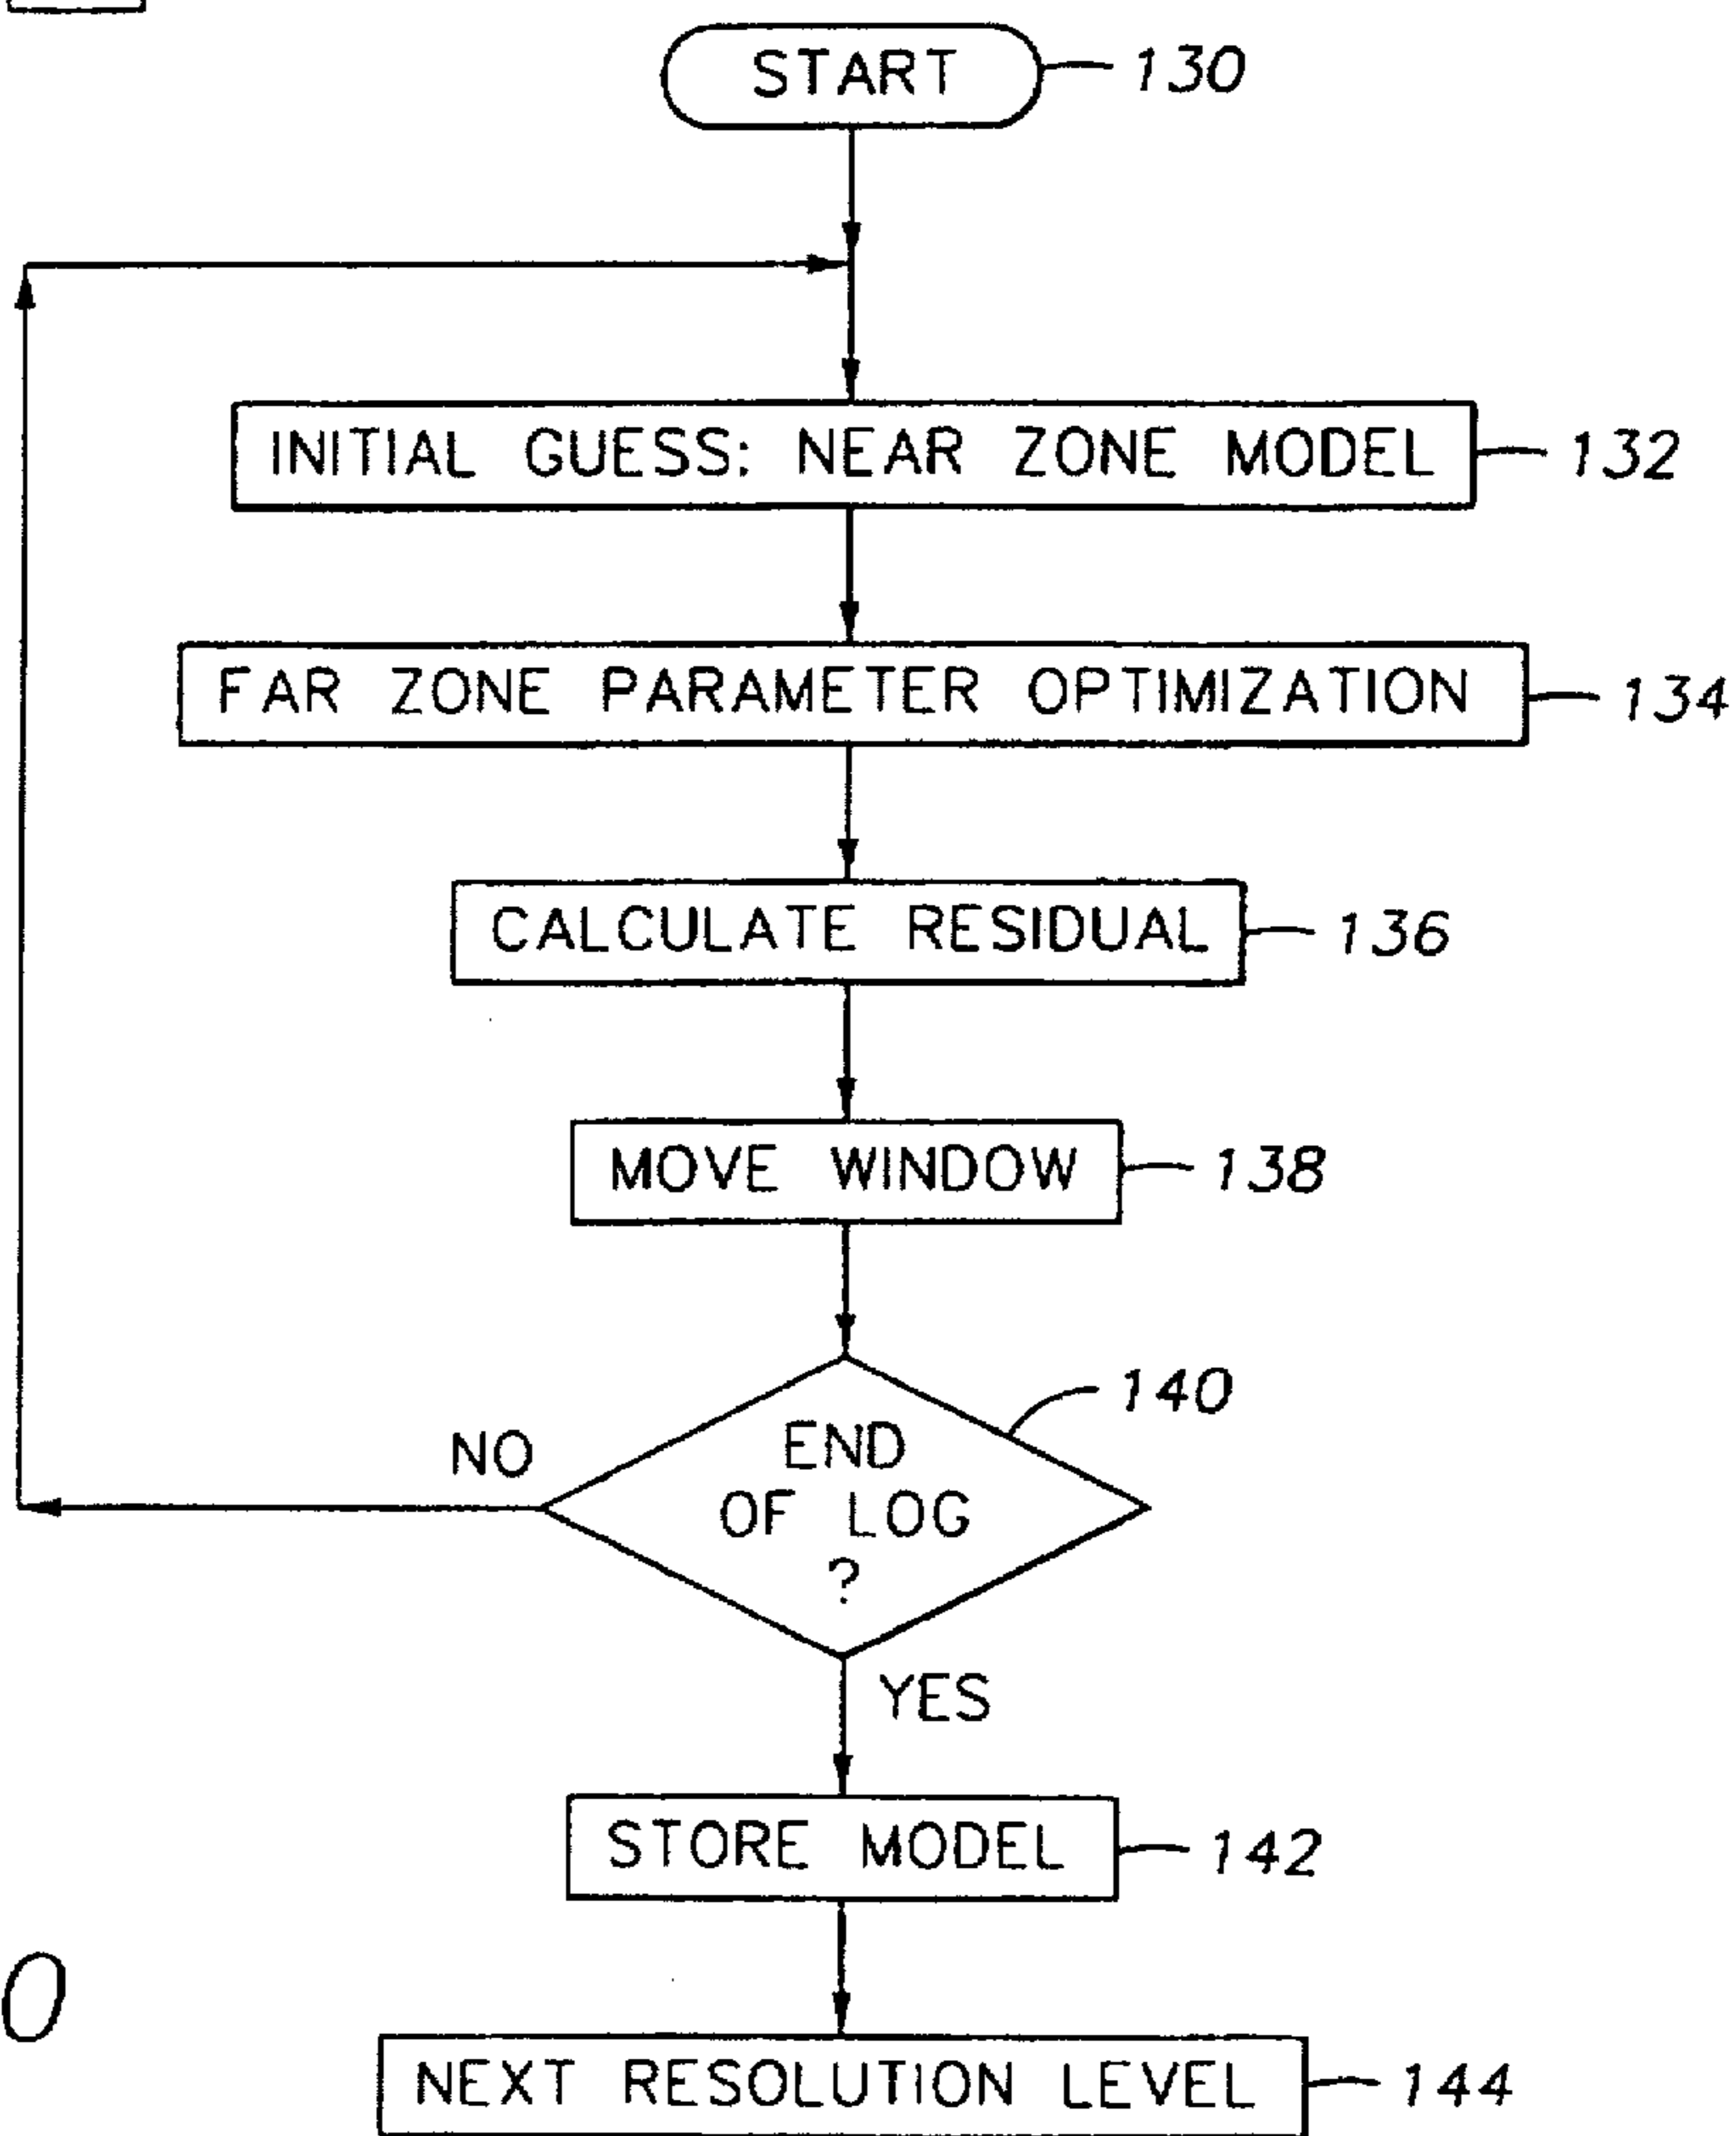 START 130
INITIAL GUESS: NEAR ZONE MODEL 132
FAR ZONE PARAMETER OPTIMIZATION 134
CALCULATE RESIDUAL 136
MOVE WINDOW 138
140
END
NO
OF LOG
?
YES
STORE MODEL 142
0
NEXT RESOLUTION LEVEL 144